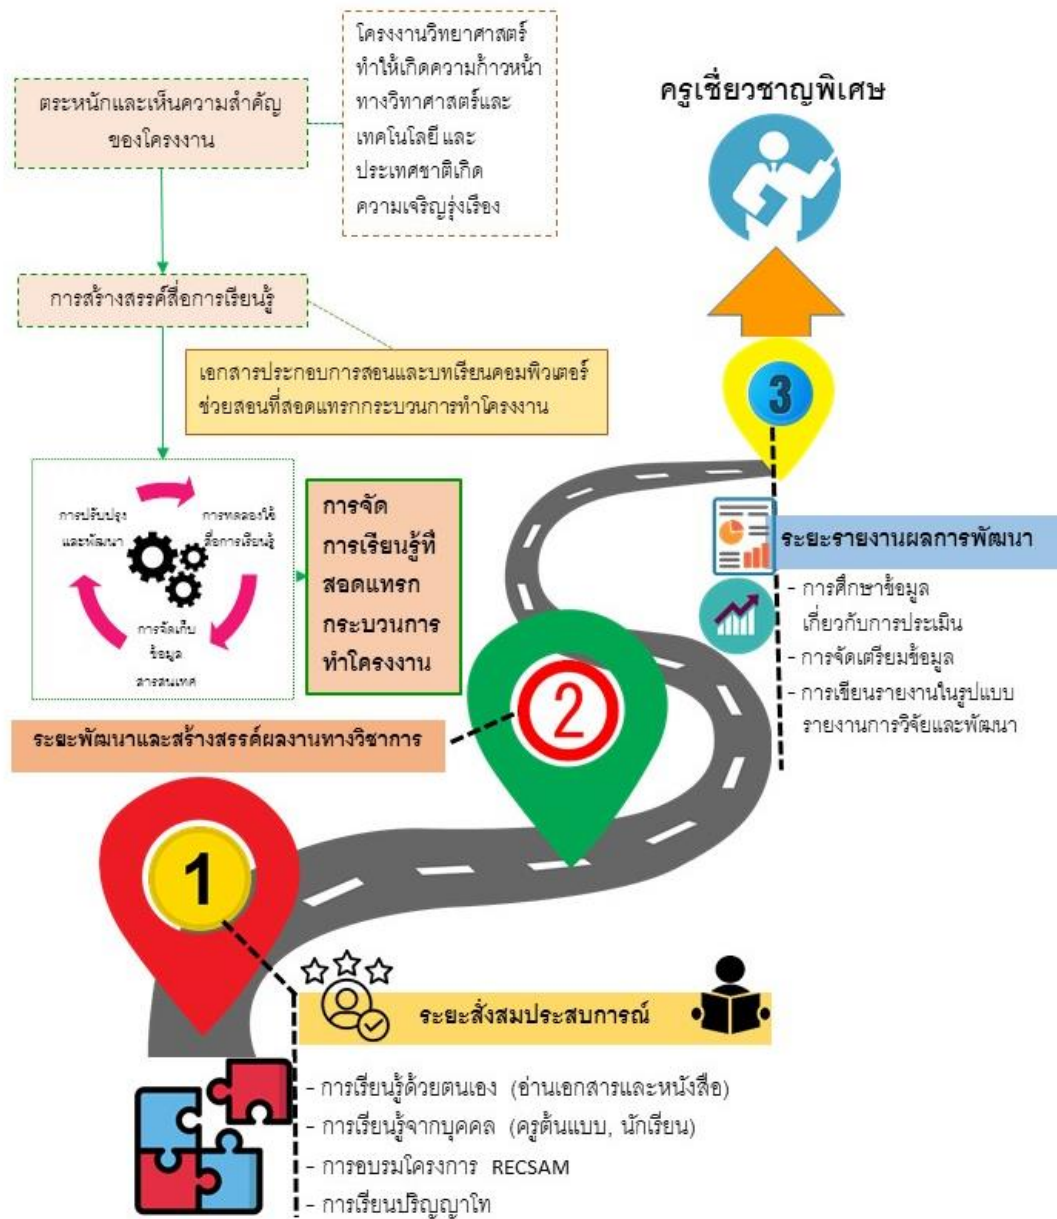 โครงงานวิทยาศาสตร์
ทำให้เกิดความก้าวหน้า
ทางวิทาศาสตร์และ
เทคโนโลยี และ
ประเทศชาติเกิด
ความเจริญรุ่งเรือง
ตระหนักและเห็นความสำคัญ
ของโครงงาน
ครูเชี่ยวชาญพิเศษ
การสร้างสรรค์สื่อการเรียนรู้
เอกสารประกอบการสอนและบทเรียนคอมพิวเตอร์
ช่วยสอนที่สอดแทรกกระบวนการทำโครงงาน
3
การปรับปรุง
และพัฒนา
การทดลองใช้
สื่อการเรียนรู้
การจัดเก็บ
ข้อมูล
สารสนเทศ
การจัด
การเรียนรู้ที่
สอดแทรก
กระบวนการ
ทำโครงงาน
ระยะรายงานผลการพัฒนา
- การศึกษาข้อมูล
เกี่ยวกับการประเมิน
- การจัดเตรียมข้อมูล
- การเขียนรายงานในรูปแบบ
รายงานการวิจัยและพัฒนา
2
ระยะพัฒนาและสร้างสรรค์ผลงานทางวิชาการ
1
ระยะสั่งสมประสบการณ์
- การเรียนรู้ด้วยตนเอง (อ่านเอกสารและหนังสือ)
- การเรียนรู้จากบุคคล (ครูต้นแบบ, นักเรียน)
- การอบรมโครงการ RECSAM
- การเรียนปริญญาโท